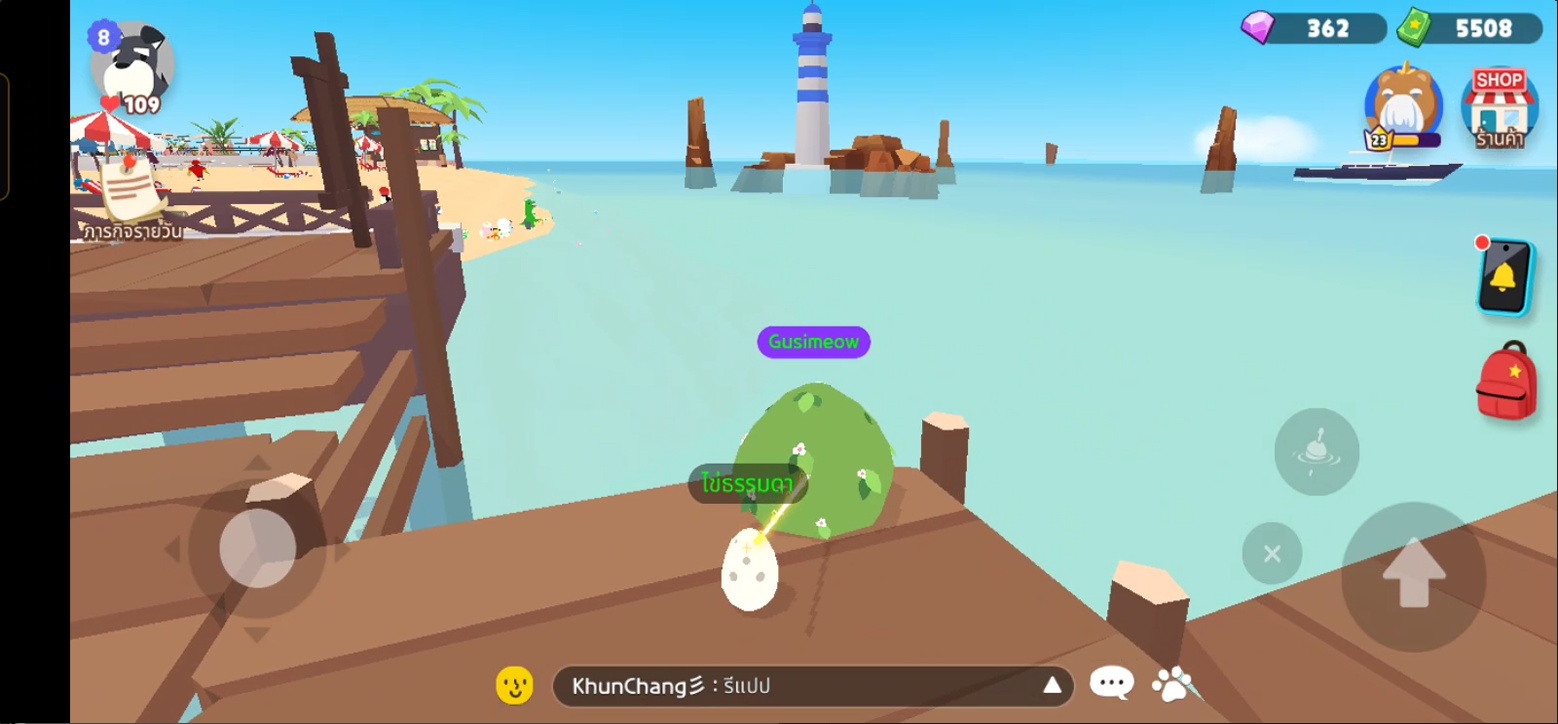 8
109
362
5508
SHOP
ร้านค้า
23
ภารกิจรายวัน
Gusimeow
ไข่ธรรมดา
KhunChang彡 : รีแปป